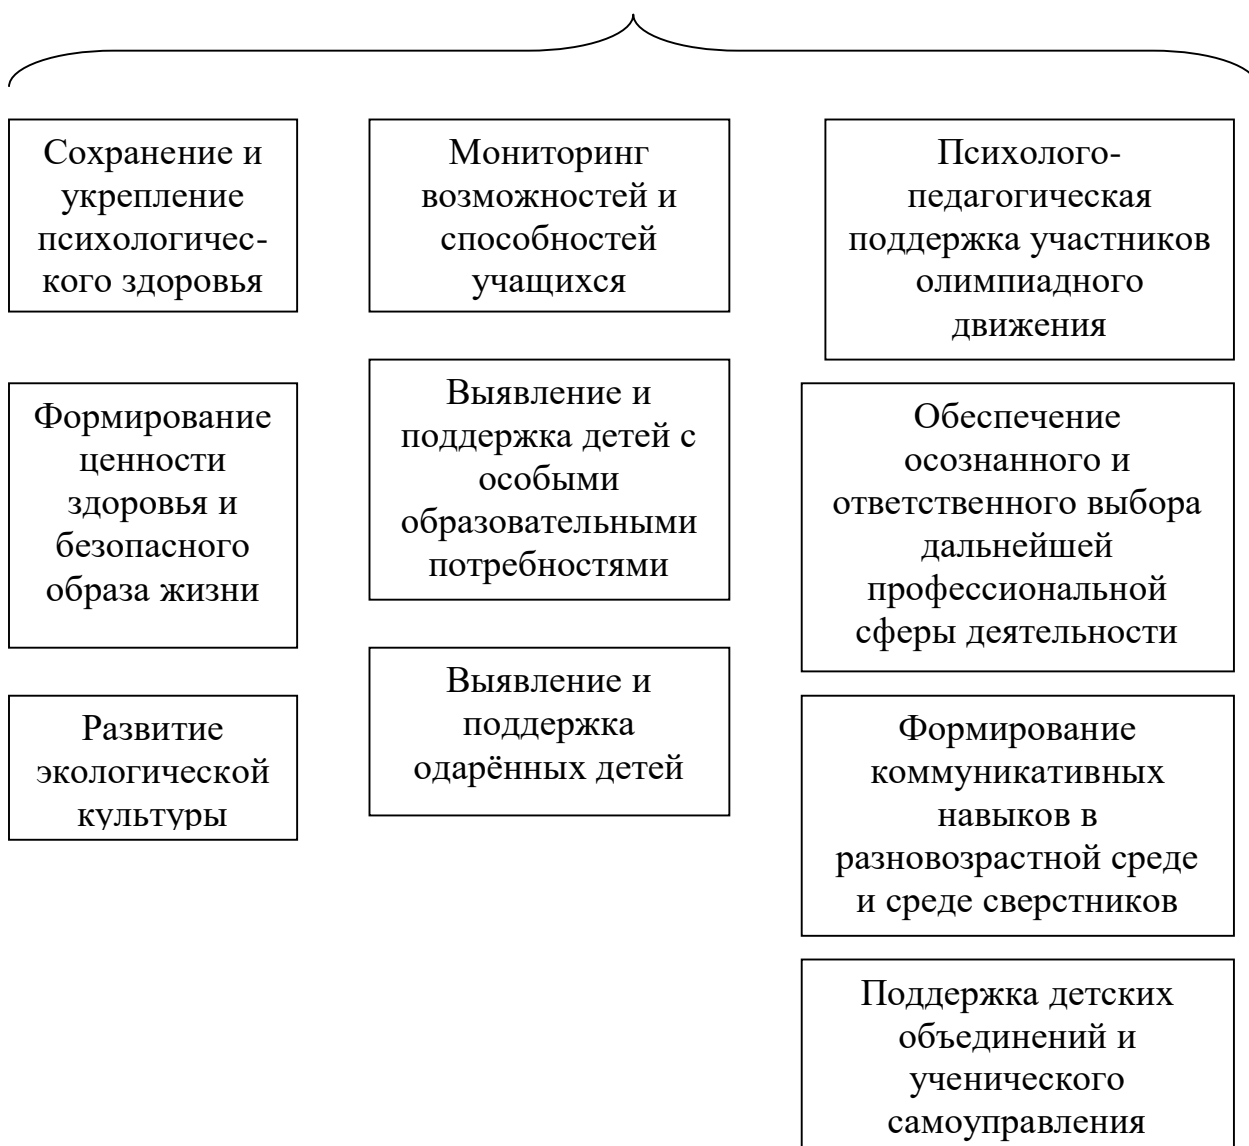 Сохранение и
укрепление
психологичес-
кого здоровья
Формирование
ценности
здоровья и
безопасного
образа жизни
Развитие
экологической
культуры
Мониторинг
возможностей и
способностей
учащихся
Выявление и
поддержка детей с
особыми
образовательными
потребностями
Выявление и
поддержка
одарённых детей
Психолого-
педагогическая
поддержка участников
олимпиадного
движения
Обеспечение
осознанного и
ответственного выбора
дальнейшей
профессиональной
сферы деятельности
Формирование
коммуникативных
навыков в
разновозрастной среде
и среде сверстников
Поддержка детских
объединений и
ученического
самоуправления